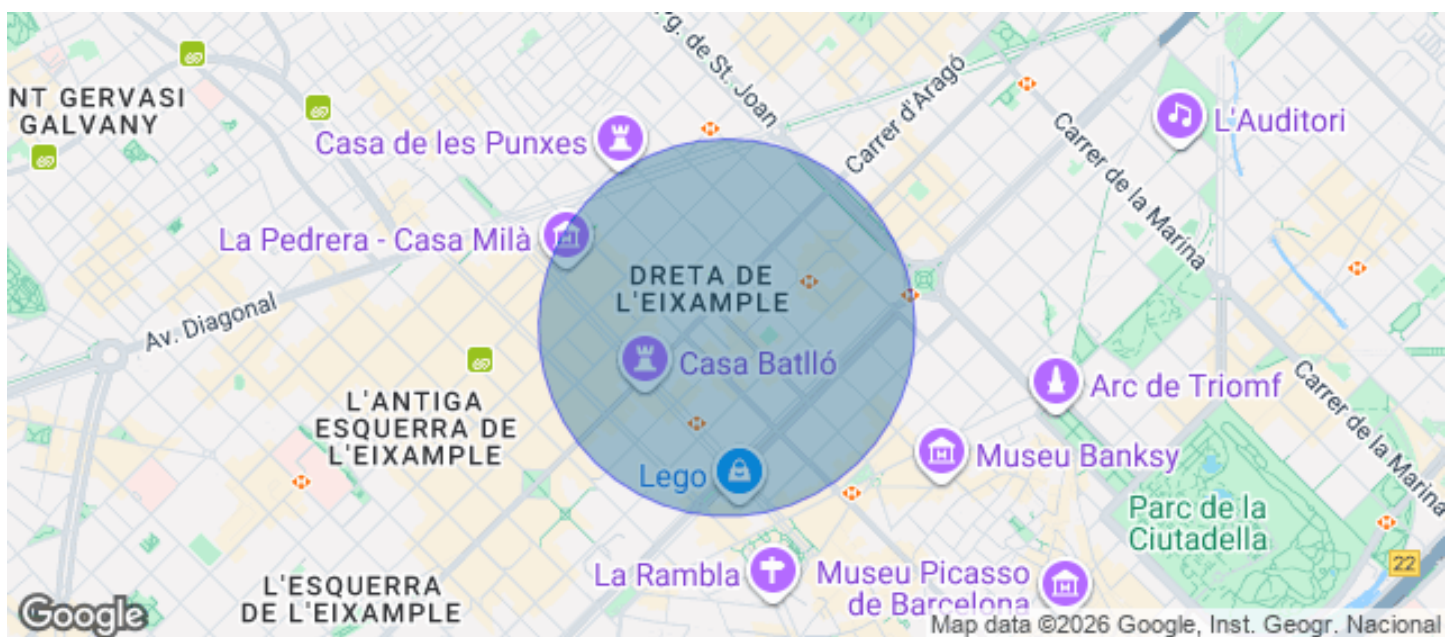 rg. de St. Joan
Carrer d'Aragó
NT GERVASI
GALVANY
Casa de les Punxes
L'Auditori
Carrer de la Marina
La Pedrera - Casa Milà
DRETA DE
L'EIXAMPLE
Av. Diagonal
Casa Batlló
Arc de Triomf
Carrer de la Marina
L'ANTIGA
ESQUERRA DE
L'EIXAMPLE
Lego
Museu Banksy
Parc de la
Ciutadella
La Rambla
Museu Picasso
de Barcelona
22
L'ESQUERRA
DE L'EIXAMPLE
Google
Map data ©2026 Google, Inst. Geogr. Nacional